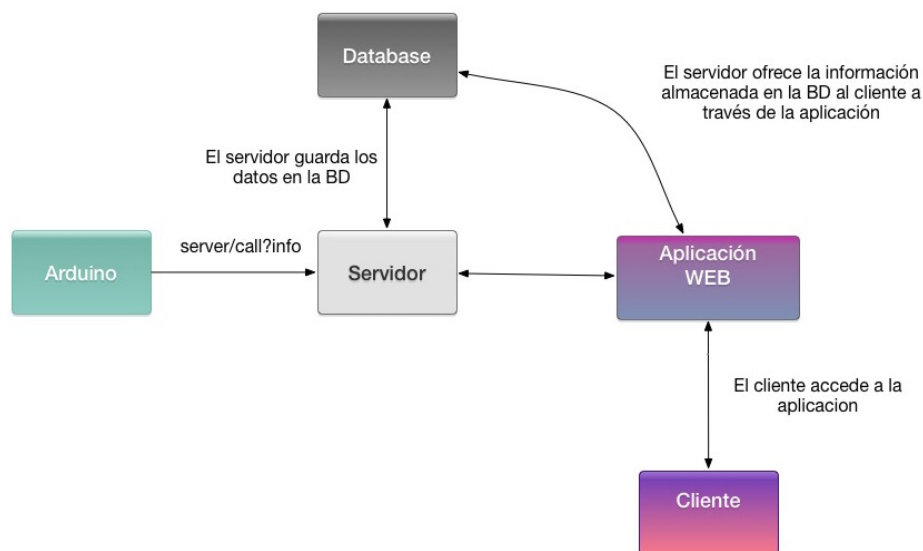 Database
El servidor ofrece la información
almacenada en la BD al cliente a
través de la aplicación
El servidor guarda los
datos en la BD
server/call?info
Arduino
Servidor
Aplicación
WEB
El cliente accede a la
aplicacion
Cliente